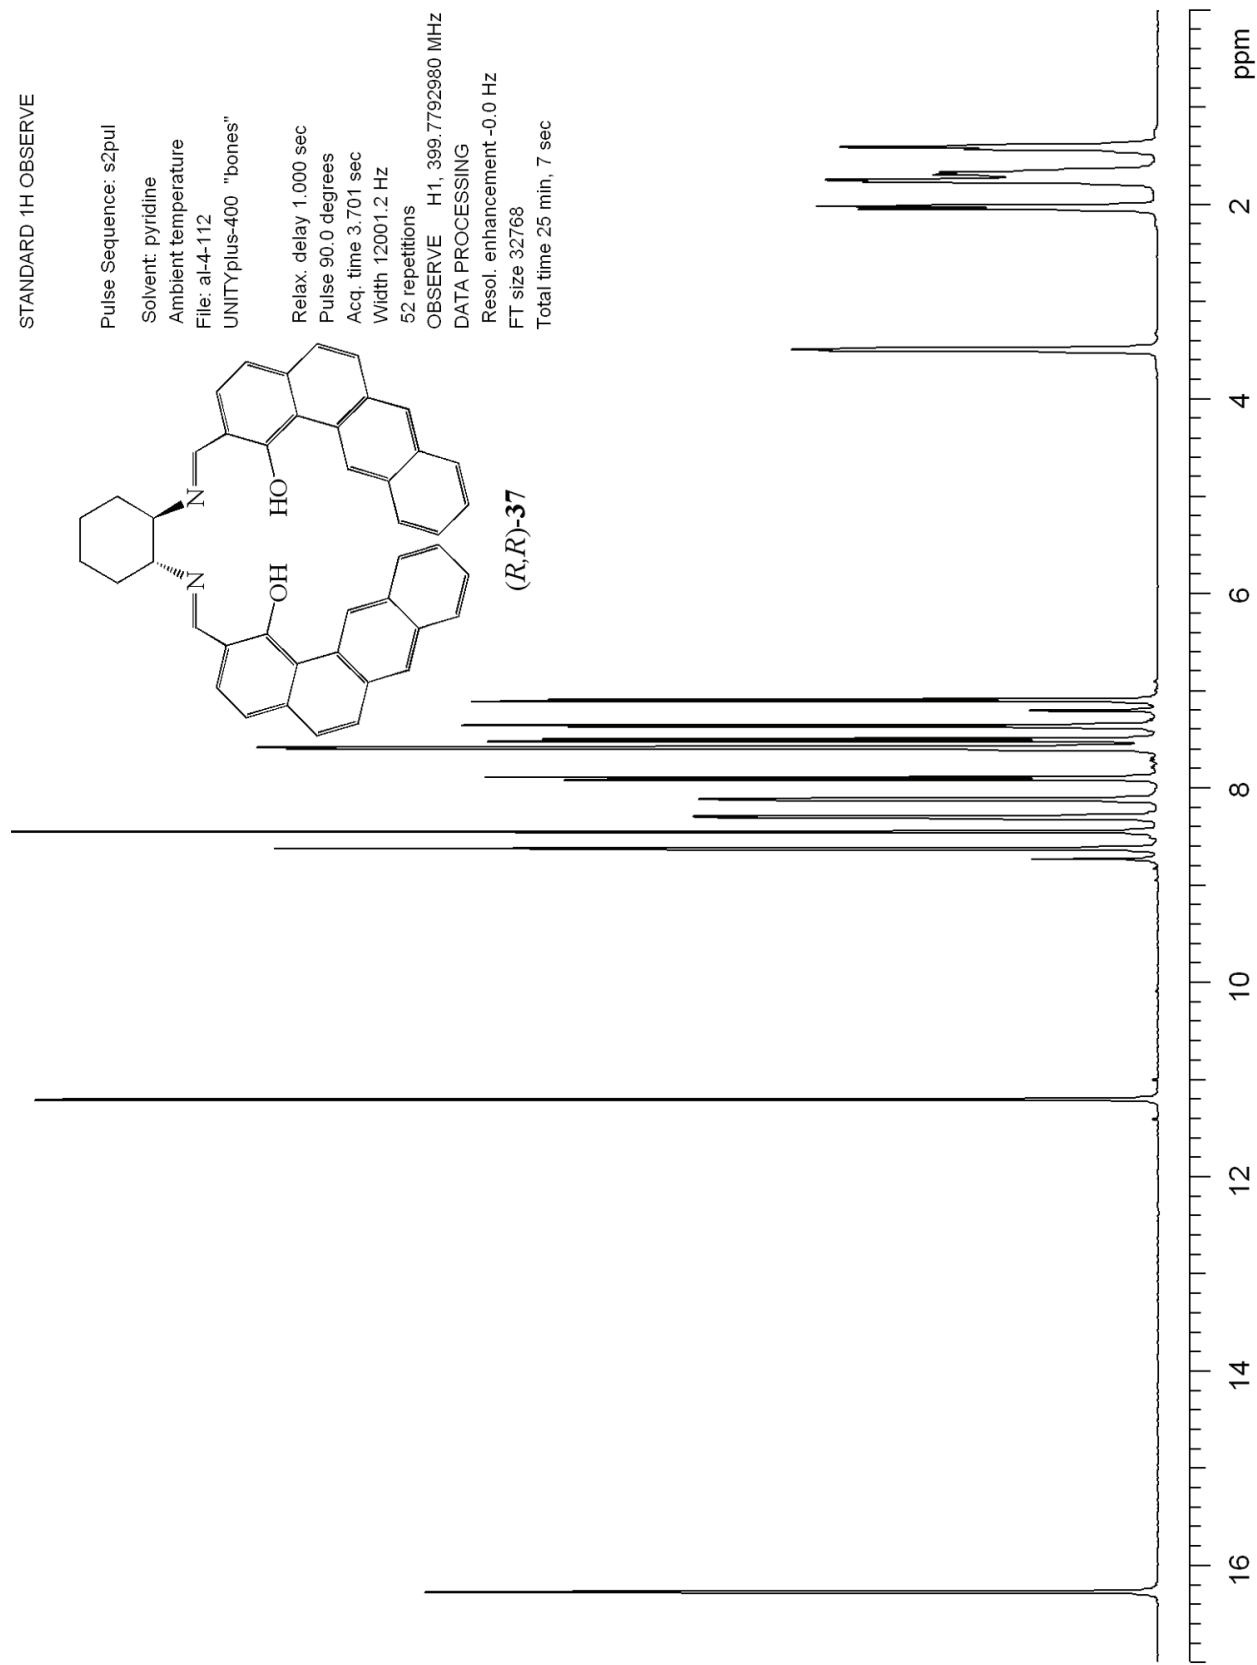 STANDARD 1H OBSERVE
Pulse Sequence: s2pul
Solvent: pyridine
Ambient temperature
File: al-4-112
UNITYplus-400 "bones"
Relax. delay 1.000 sec
Pulse 90.0 degrees
Acq. time 3.701 sec
Width 12001.2 Hz
52 repetitions
OBSERVE H1, 399.7792980 MHz
DATA PROCESSING
Resol. enhancement -0.0 Hz
FT size 32768
Total time 25 min, 7 sec
N N
OH HO
(R,R)-37
16 14 12 10 8 6 4 2 ppm